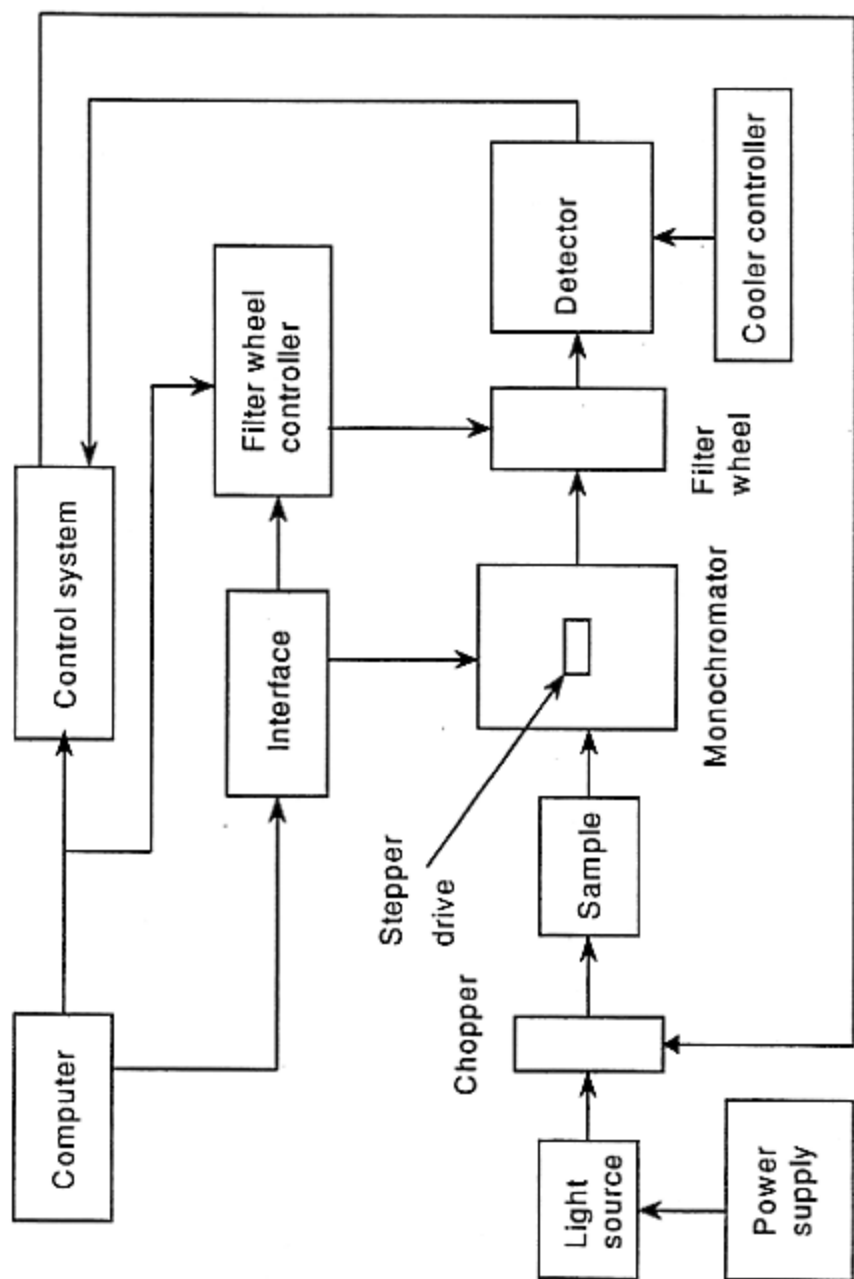 Computer
Control system
Interface
Filter wheel
controller
Stepper
drive
Light
source
Chopper
Sample
Monochromator
Filter
wheel
Detector
Power
supply
Cooler controller